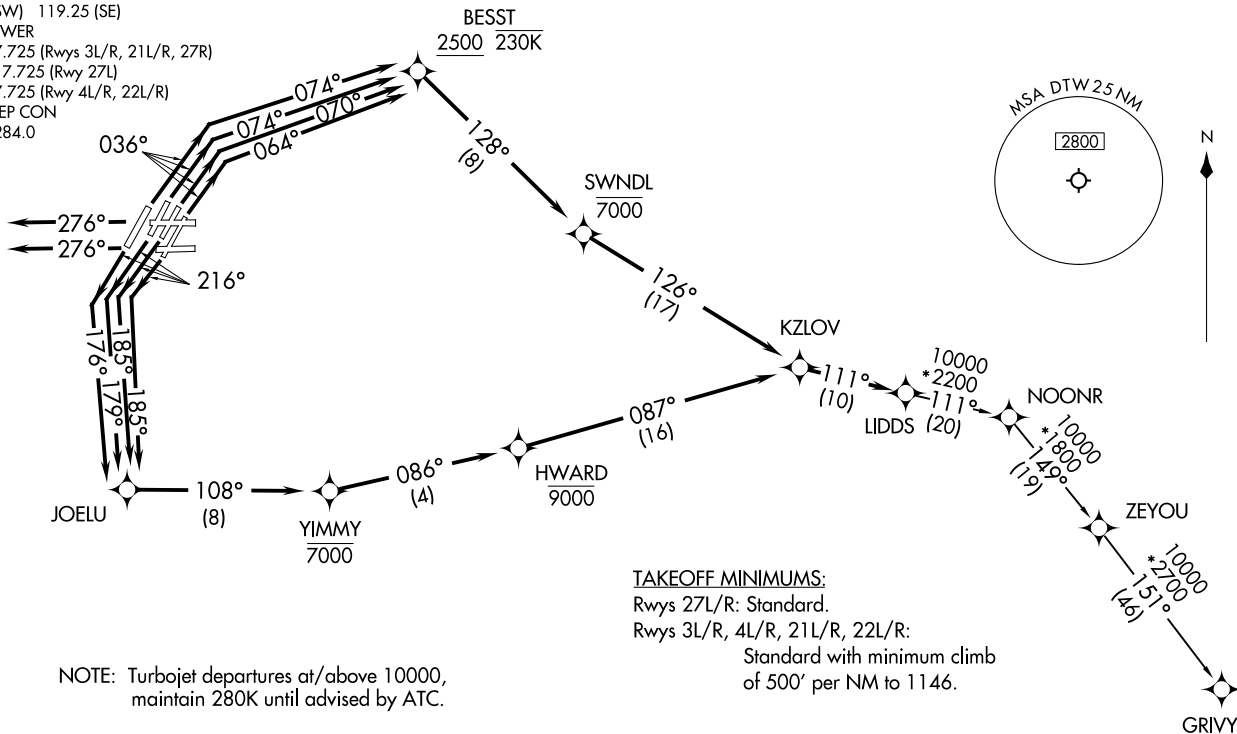 SW) 119.25 (SE)
WER
7.725 (Rwys 3L/R, 21L/R, 27R)
17.725 (Rwy 27L)
7.725 (Rwy 4L/R, 22L/R)
EP CON
284.0
BESST
2500 230K
074°
074°
070°
064°
036°
128°
(8)
MSA DTW 25 NM
2800
N
SWNDL
7000
276°
276°
216°
126°
(17)
KZLOV
176°
185°
179°
185°
111°
(10)
LIDDS
10000
*2200
111°
(20)
NOONR
087°
(16)
10000
*1800
149°
(19)
JOELU
108°
(8)
YIMMY
7000
086°
(4)
HWARD
9000
ZEYOU
10000
*2700
151°
(46)
GRIVY
TAKEOFF MINIMUMS:
Rwys 27L/R: Standard.
Rwys 3L/R, 4L/R, 21L/R, 22L/R:
Standard with minimum climb
of 500' per NM to 1146.
NOTE: Turbojet departures at/above 10000,
maintain 280K until advised by ATC.